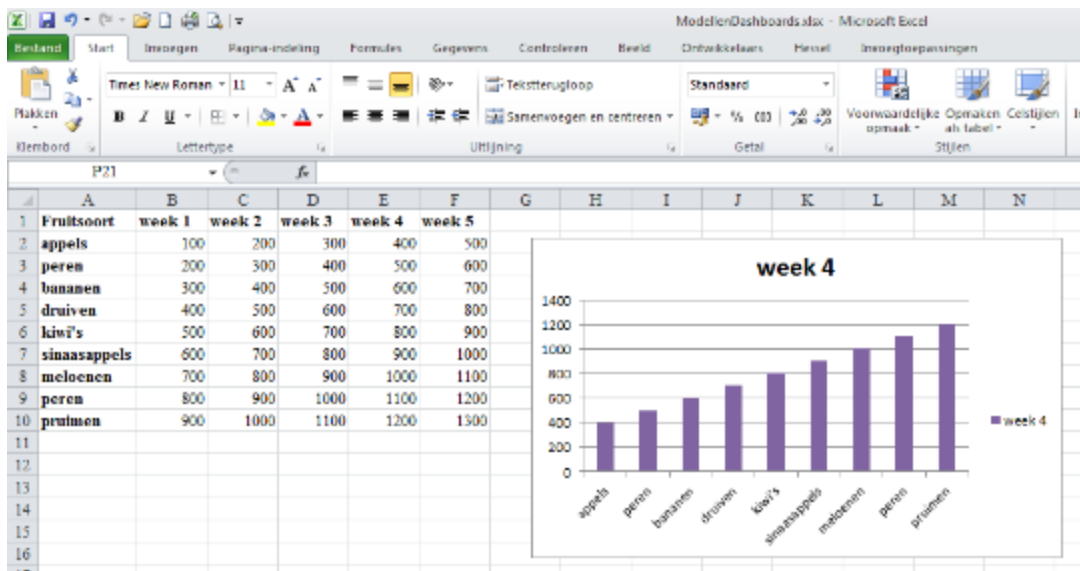 ModellenDashboards.xlsx - Microsoft Excel
Bestand Start Invoegen Pagina-indeling Formules Gegevens Controleren Beeld Ontwikkelaars Hessel Invoegtoepassingen
Times New Roman 11 Tekstterugloop Standaard
Plakken B I U A Samenvoegen en centreren % 000 Voorwaardelijke opmaak Opmaken als tabel Celstijlen
Klembord Lettertype Uitlijning Getal Stijlen
P21 fx
A B C D E F G H I J K L M N
1 Fruitsoort week 1 week 2 week 3 week 4 week 5
2 appels 100 200 300 400 500
3 peren 200 300 400 500 600
4 bananen 300 400 500 600 700
5 druiven 400 500 600 700 800
6 kiwi's 500 600 700 800 900
7 sinaasappels 600 700 800 900 1000
8 meloenen 700 800 900 1000 1100
9 peren 800 900 1000 1100 1200
10 pruimen 900 1000 1100 1200 1300
11
12
13
14
15
16
week 4
1400
1200
1000
800
600
400
200
0
appels peren bananen druiven kiwi's sinaasappels meloenen peren pruimen
week 4